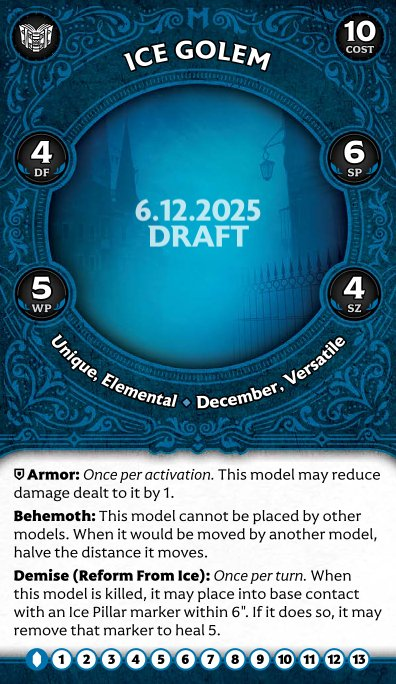 ICE GOLEM
10
COST
4
DF
6
SP
6.12.2025
DRAFT
5
WP
4
SZ
Unique, Elemental ◆ December, Versatile
Armor: Once per activation. This model may reduce
damage dealt to it by 1.
Behemoth: This model cannot be placed by other
models. When it would be moved by another model,
halve the distance it moves.
Demise (Reform From Ice): Once per turn. When
this model is killed, it may place into base contact
with an Ice Pillar marker within 6". If it does so, it may
remove that marker to heal 5.
1 2 3 4 5 6 7 8 9 10 11 12 13